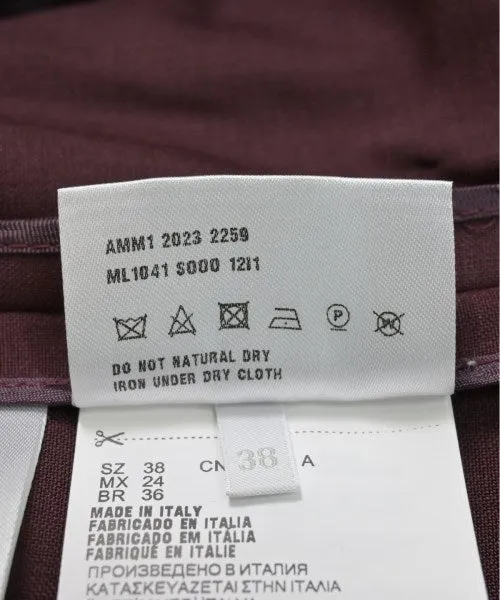 AMM1 2023 2259
ML1041 S000 12I1
P
W
DO NOT NATURAL DRY
IRON UNDER DRY CLOTH
38
SZ 38 CN A
MX 24
BR 36
MADE IN ITALY
FABRICADO EN ITALIA
FABRICADO EM ITÁLIA
FABRIQUÉ EN ITALIE
ПРОИЗВЕДЕНО В ИТАЛИЯ
ΚΑΤΑΣΚΕΥΑΖΕΤΑΙ ΣΤΗΝ ΙΤΑΛΙΑ